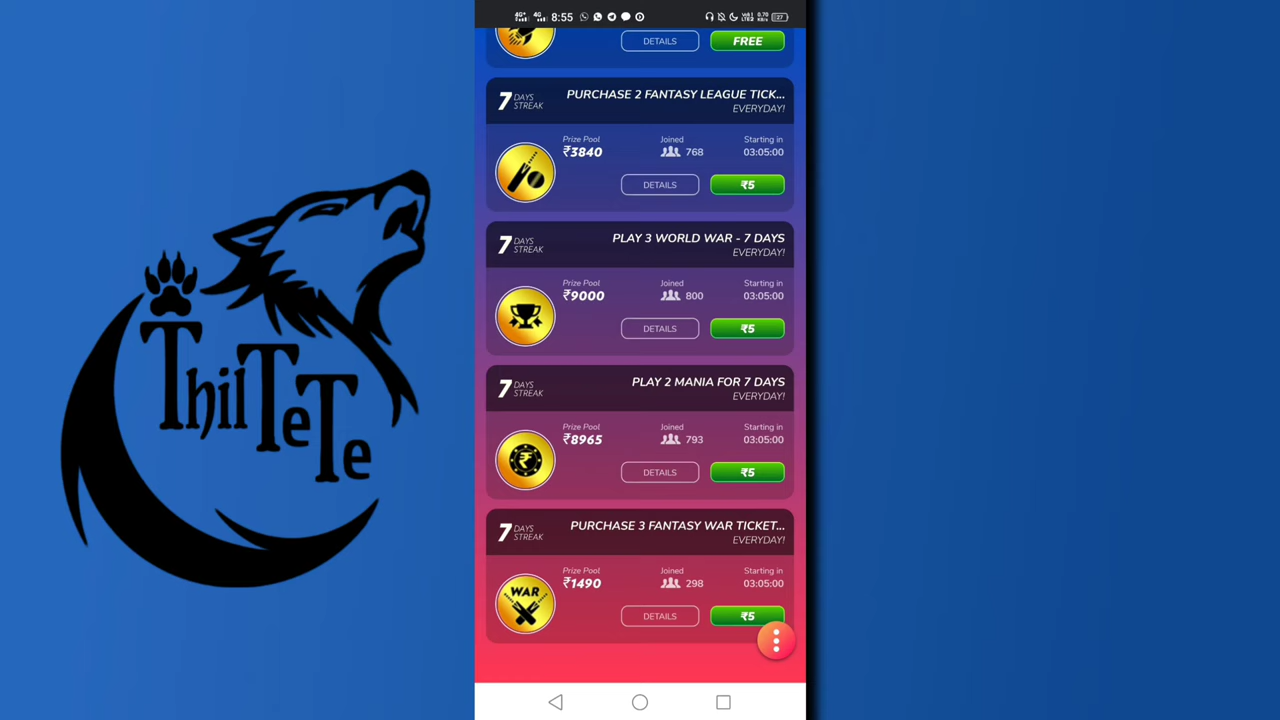 ThilTeTe
4G+ 4G 8:55 27
DETAILS FREE
7 DAYS STREAK PURCHASE 2 FANTASY LEAGUE TICK...
EVERYDAY!
Prize Pool Joined Starting in
₹3840 768 03:05:00
DETAILS ₹5
7 DAYS STREAK PLAY 3 WORLD WAR - 7 DAYS
EVERYDAY!
Prize Pool Joined Starting in
₹9000 800 03:05:00
DETAILS ₹5
7 DAYS STREAK PLAY 2 MANIA FOR 7 DAYS
EVERYDAY!
Prize Pool Joined Starting in
₹8965 793 03:05:00
DETAILS ₹5
7 DAYS STREAK PURCHASE 3 FANTASY WAR TICKET...
EVERYDAY!
Prize Pool Joined Starting in
₹1490 298 03:05:00
WAR DETAILS ₹5